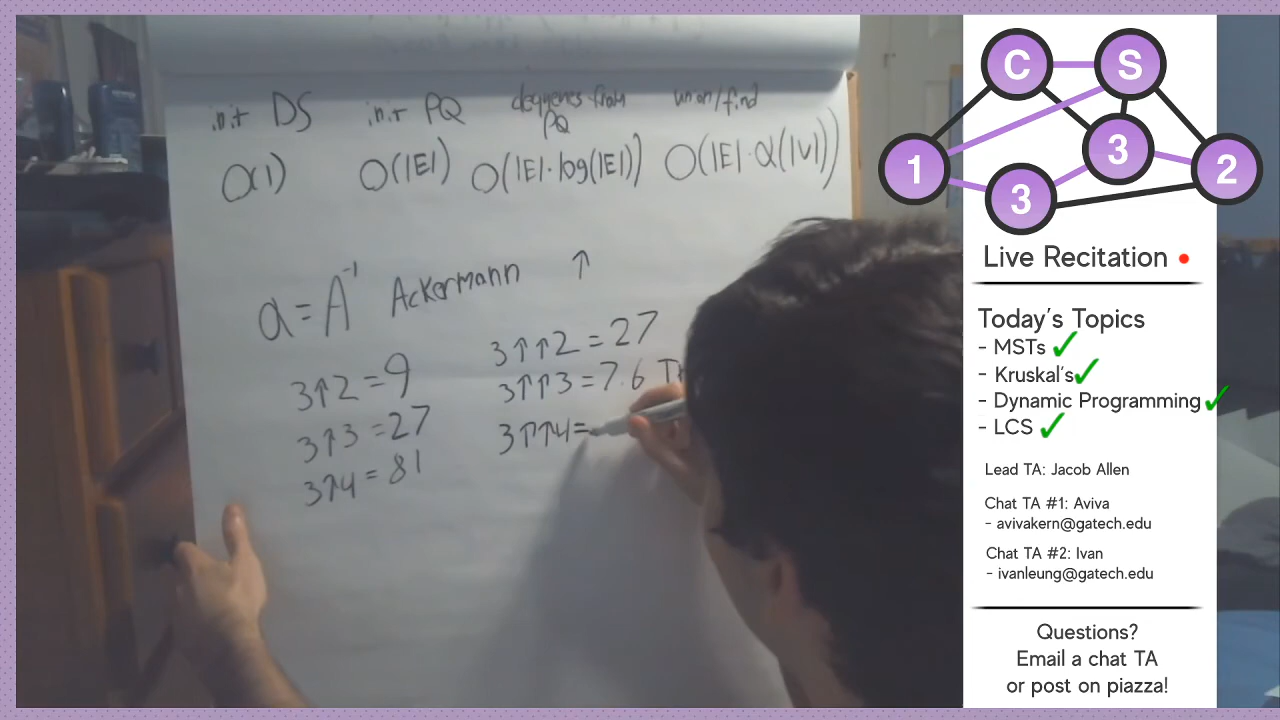 init DS init PQ dequeues from PQ union/find
O(1) O(|E|) O(|E|·log(|E|)) O(|E|·α(|V|))
α = A⁻¹ Ackermann ↑
3↑2 = 9
3↑3 = 27
3↑4 = 81
3↑↑2 = 27
3↑↑3 = 7.6
3↑↑4=
C S
1 3 2
3
Live Recitation
Today's Topics
- MSTs ✓
- Kruskal's ✓
- Dynamic Programming ✓
- LCS ✓
Lead TA: Jacob Allen
Chat TA #1: Aviva
- avivakern@gatech.edu
Chat TA #2: Ivan
- ivanleung@gatech.edu
Questions?
Email a chat TA
or post on piazza!